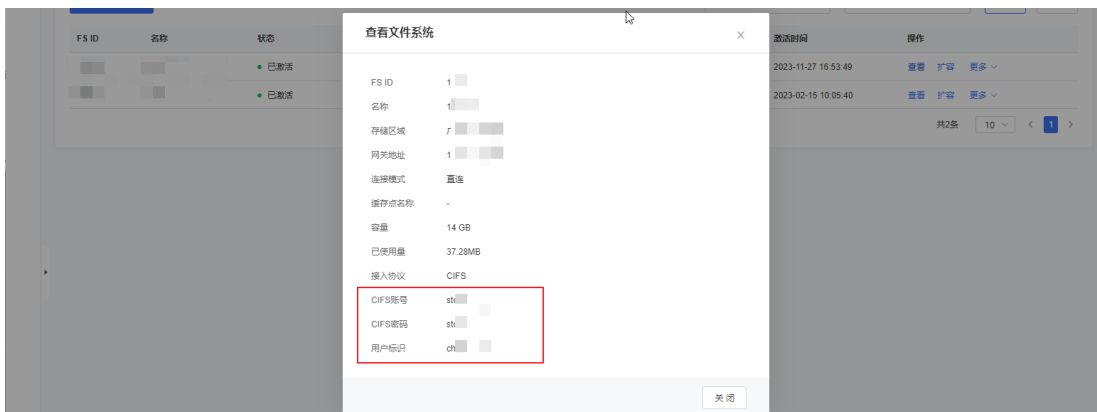 查看文件系统
FS ID 名称 状态 激活时间 操作
已激活 2023-11-27 16:53:49 查看 扩容 更多
已激活 2023-02-15 10:05:40 查看 扩容 更多
共2条 10 1
FS ID 1
名称 1
存储区域
网关地址 1
连接模式 直连
缓存点名称 -
容量 14 GB
已使用量 37.28MB
接入协议 CIFS
CIFS账号 st
CIFS密码 st
用户标识 ch
关 闭